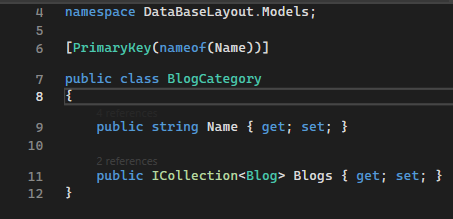 4 namespace DataBaseLayout.Models;
5
6 [PrimaryKey(nameof(Name))]
7 public class BlogCategory
8 {
4 references
9 public string Name { get; set; }
10
2 references
11 public ICollection<Blog> Blogs { get; set; }
12 }